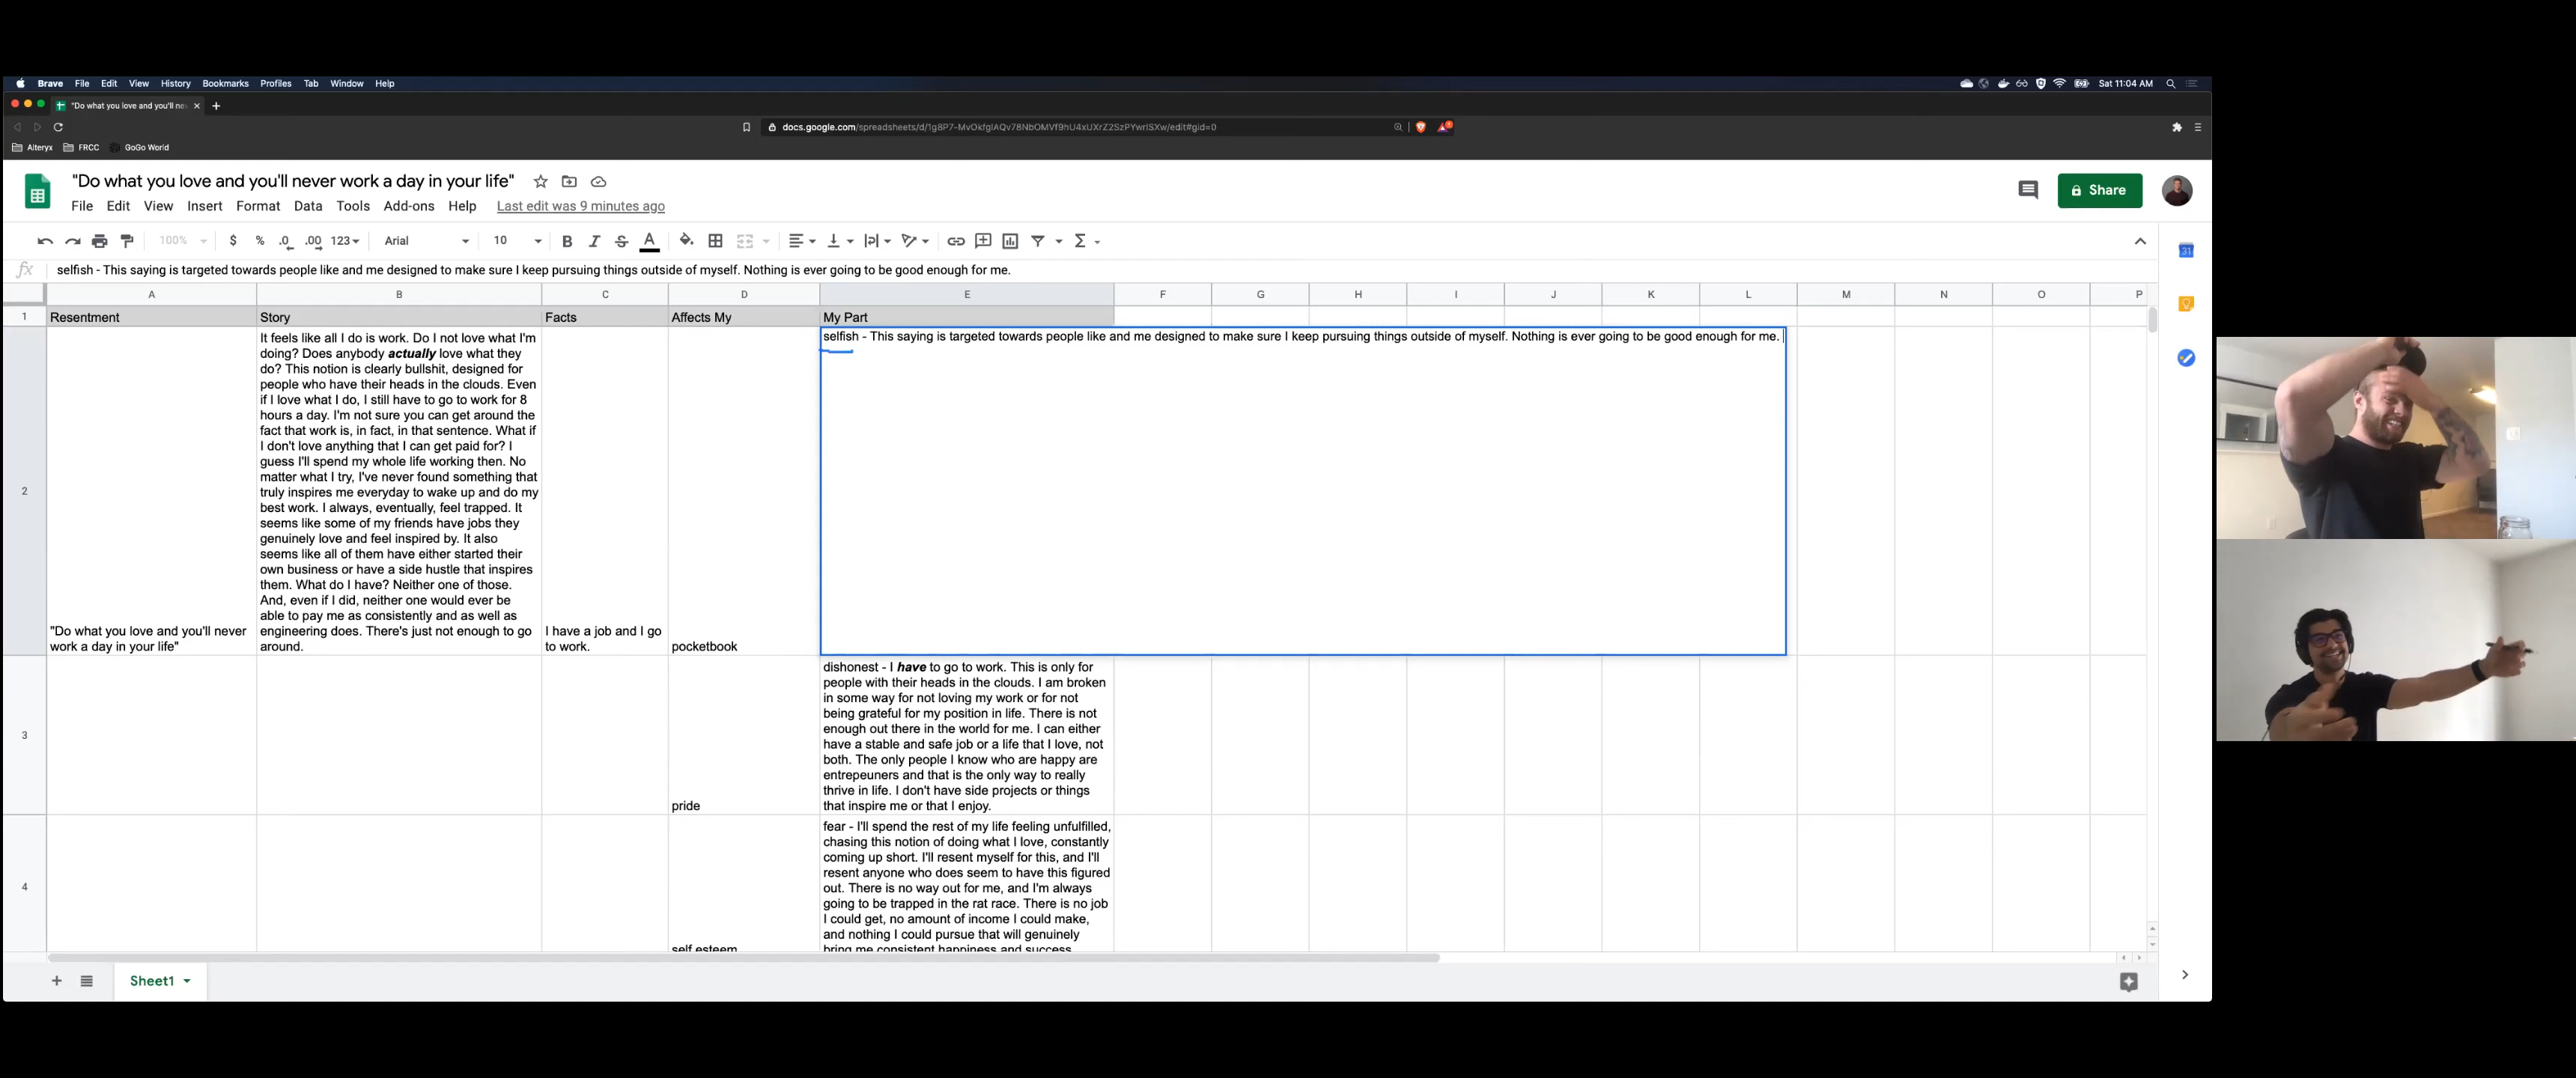 Brave File Edit View History Bookmarks Profiles Tab Window Help
Sat 11:04 AM
"Do what you love and you'll nev
docs.google.com/spreadsheets/d/
/edit#gid=0
Alteryx FRCC GoGo World
"Do what you love and you'll never work a day in your life"
File Edit View Insert Format Data Tools Add-ons Help Last edit was 9 minutes ago
Share
100% $ % .0 .00 123 Arial 10 B I S A
31
fx selfish - This saying is targeted towards people like and me designed to make sure I keep pursuing things outside of myself. Nothing is ever going to be good enough for me.
A B C D E F G H I J K L M N O P
1 Resentment Story Facts Affects My My Part
2
"Do what you love and you'll never
work a day in your life"
It feels like all I do is work. Do I not love what I'm
doing? Does anybody actually love what they
do? This notion is clearly bullshit, designed for
people who have their heads in the clouds. Even
if I love what I do, I still have to go to work for 8
hours a day. I'm not sure you can get around the
fact that work is, in fact, in that sentence. What if
I don't love anything that I can get paid for? I
guess I'll spend my whole life working then. No
matter what I try, I've never found something that
truly inspires me everyday to wake up and do my
best work. I always, eventually, feel trapped. It
seems like some of my friends have jobs they
genuinely love and feel inspired by. It also
seems like all of them have either started their
own business or have a side hustle that inspires
them. What do I have? Neither one of those.
And, even if I did, neither one would ever be
able to pay me as consistently and as well as
engineering does. There's just not enough to go
around.
I have a job and I go
to work.
pocketbook
selfish - This saying is targeted towards people like and me designed to make sure I keep pursuing things outside of myself. Nothing is ever going to be good enough for me.
3
pride
dishonest - I have to go to work. This is only for
people with their heads in the clouds. I am broken
in some way for not loving my work or for not
being grateful for my position in life. There is not
enough out there in the world for me. I can either
have a stable and safe job or a life that I love, not
both. The only people I know who are happy are
entrepeuners and that is the only way to really
thrive in life. I don't have side projects or things
that inspire me or that I enjoy.
4
self esteem
fear - I'll spend the rest of my life feeling unfulfilled,
chasing this notion of doing what I love, constantly
coming up short. I'll resent myself for this, and I'll
resent anyone who does seem to have this figured
out. There is no way out for me, and I'm always
going to be trapped in the rat race. There is no job
I could get, no amount of income I could make,
and nothing I could pursue that will genuinely
bring me consistent happiness and success
Sheet1